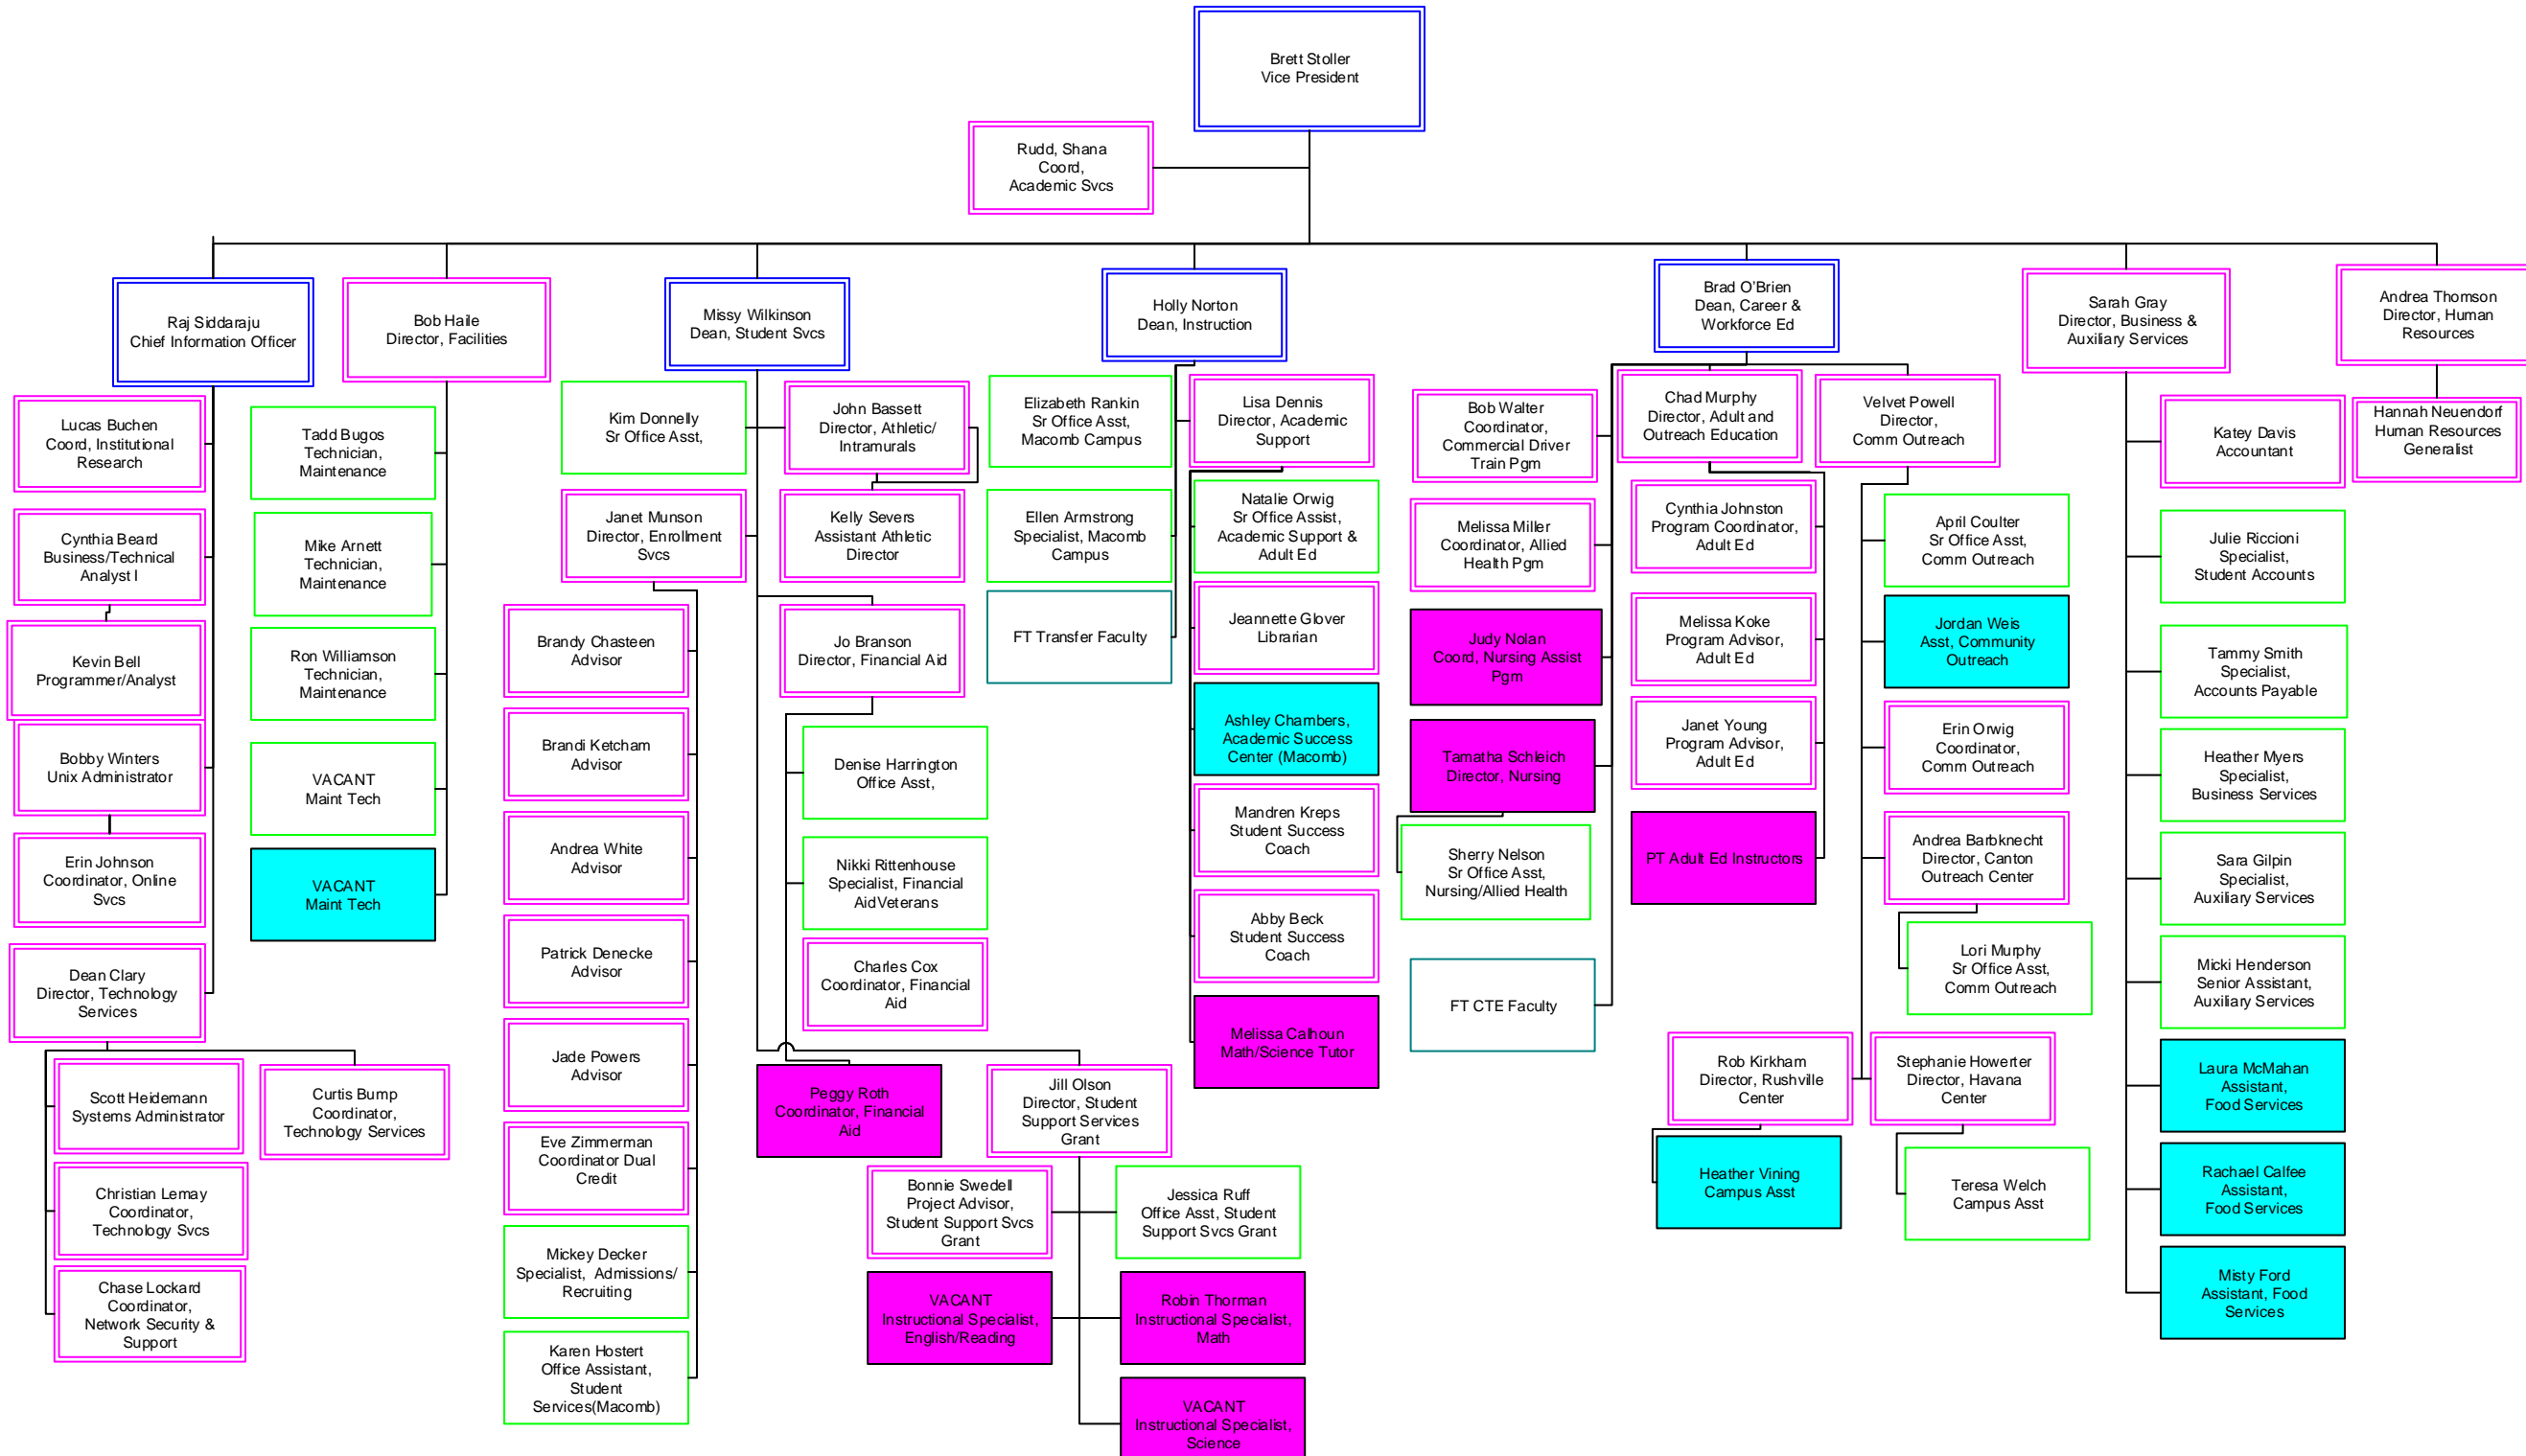 Brett Stoller
Vice President
Rudd, Shana
Coord,
Academic Svcs
Raj Siddaraju
Chief Information Officer
Lucas Buchen
Coord, Institutional
Research
Cynthia Beard
Business/Technical
Analyst I
Kevin Bell
Programmer/Analyst
Bobby Winters
Unix Administrator
Erin Johnson
Coordinator, Online
Svcs
Dean Clary
Director, Technology
Services
Scott Heidemann
Systems Administrator
Christian Lemay
Coordinator,
Technology Svcs
Chase Lockard
Coordinator,
Network Security &
Support
Curtis Bump
Coordinator,
Technology Services
Bob Haile
Director, Facilities
Tadd Bugos
Technician,
Maintenance
Mike Arnett
Technician,
Maintenance
Ron Williamson
Technician,
Maintenance
VACANT
Maint Tech
VACANT
Maint Tech
Missy Wilkinson
Dean, Student Svcs
Kim Donnelly
Sr Office Asst,
John Bassett
Director, Athletic/
Intramurals
Kelly Severs
Assistant Athletic
Director
Janet Munson
Director, Enrollment
Svcs
Brandy Chasteen
Advisor
Brandi Ketcham
Advisor
Andrea White
Advisor
Patrick Denecke
Advisor
Jade Powers
Advisor
Eve Zimmerman
Coordinator Dual
Credit
Mickey Decker
Specialist, Admissions/
Recruiting
Karen Hostert
Office Assistant,
Student
Services(Macomb)
Jo Branson
Director, Financial Aid
Denise Harrington
Office Asst,
Nikki Rittenhouse
Specialist, Financial
AidVeterans
Charles Cox
Coordinator, Financial
Aid
Peggy Roth
Coordinator, Financial
Aid
Jill Olson
Director, Student
Support Services
Grant
Bonnie Swedell
Project Advisor,
Student Support Svcs
Grant
Jessica Ruff
Office Asst, Student
Support Svcs Grant
VACANT
Instructional Specialist,
English/Reading
Robin Thorman
Instructional Specialist,
Math
VACANT
Instructional Specialist,
Science
Holly Norton
Dean, Instruction
Elizabeth Rankin
Sr Office Asst,
Macomb Campus
Ellen Armstrong
Specialist, Macomb
Campus
FT Transfer Faculty
Lisa Dennis
Director, Academic
Support
Natalie Orwig
Sr Office Assist,
Academic Support &
Adult Ed
Jeannette Glover
Librarian
Ashley Chambers,
Academic Success
Center (Macomb)
Mandren Kreps
Student Success
Coach
Abby Beck
Student Success
Coach
Melissa Calhoun
Math/Science Tutor
Brad O'Brien
Dean, Career &
Workforce Ed
Bob Walter
Coordinator,
Commercial Driver
Train Pgm
Melissa Miller
Coordinator, Allied
Health Pgm
Judy Nolan
Coord, Nursing Assist
Pgm
Tamatha Schleich
Director, Nursing
Sherry Nelson
Sr Office Asst,
Nursing/Allied Health
FT CTE Faculty
Chad Murphy
Director, Adult and
Outreach Education
Cynthia Johnston
Program Coordinator,
Adult Ed
Melissa Koke
Program Advisor,
Adult Ed
Janet Young
Program Advisor,
Adult Ed
PT Adult Ed Instructors
Velvet Powell
Director,
Comm Outreach
April Coulter
Sr Office Asst,
Comm Outreach
Jordan Weis
Asst, Community
Outreach
Erin Orwig
Coordinator,
Comm Outreach
Andrea Barbknecht
Director, Canton
Outreach Center
Lori Murphy
Sr Office Asst,
Comm Outreach
Rob Kirkham
Director, Rushville
Center
Heather Vining
Campus Asst
Stephanie Howerter
Director, Havana
Center
Teresa Welch
Campus Asst
Sarah Gray
Director, Business &
Auxiliary Services
Katey Davis
Accountant
Julie Riccioni
Specialist,
Student Accounts
Tammy Smith
Specialist,
Accounts Payable
Heather Myers
Specialist,
Business Services
Sara Gilpin
Specialist,
Auxiliary Services
Micki Henderson
Senior Assistant,
Auxiliary Services
Laura McMahan
Assistant,
Food Services
Rachael Calfee
Assistant,
Food Services
Misty Ford
Assistant, Food
Services
Andrea Thomson
Director, Human
Resources
Hannah Neuendorf
Human Resources
Generalist